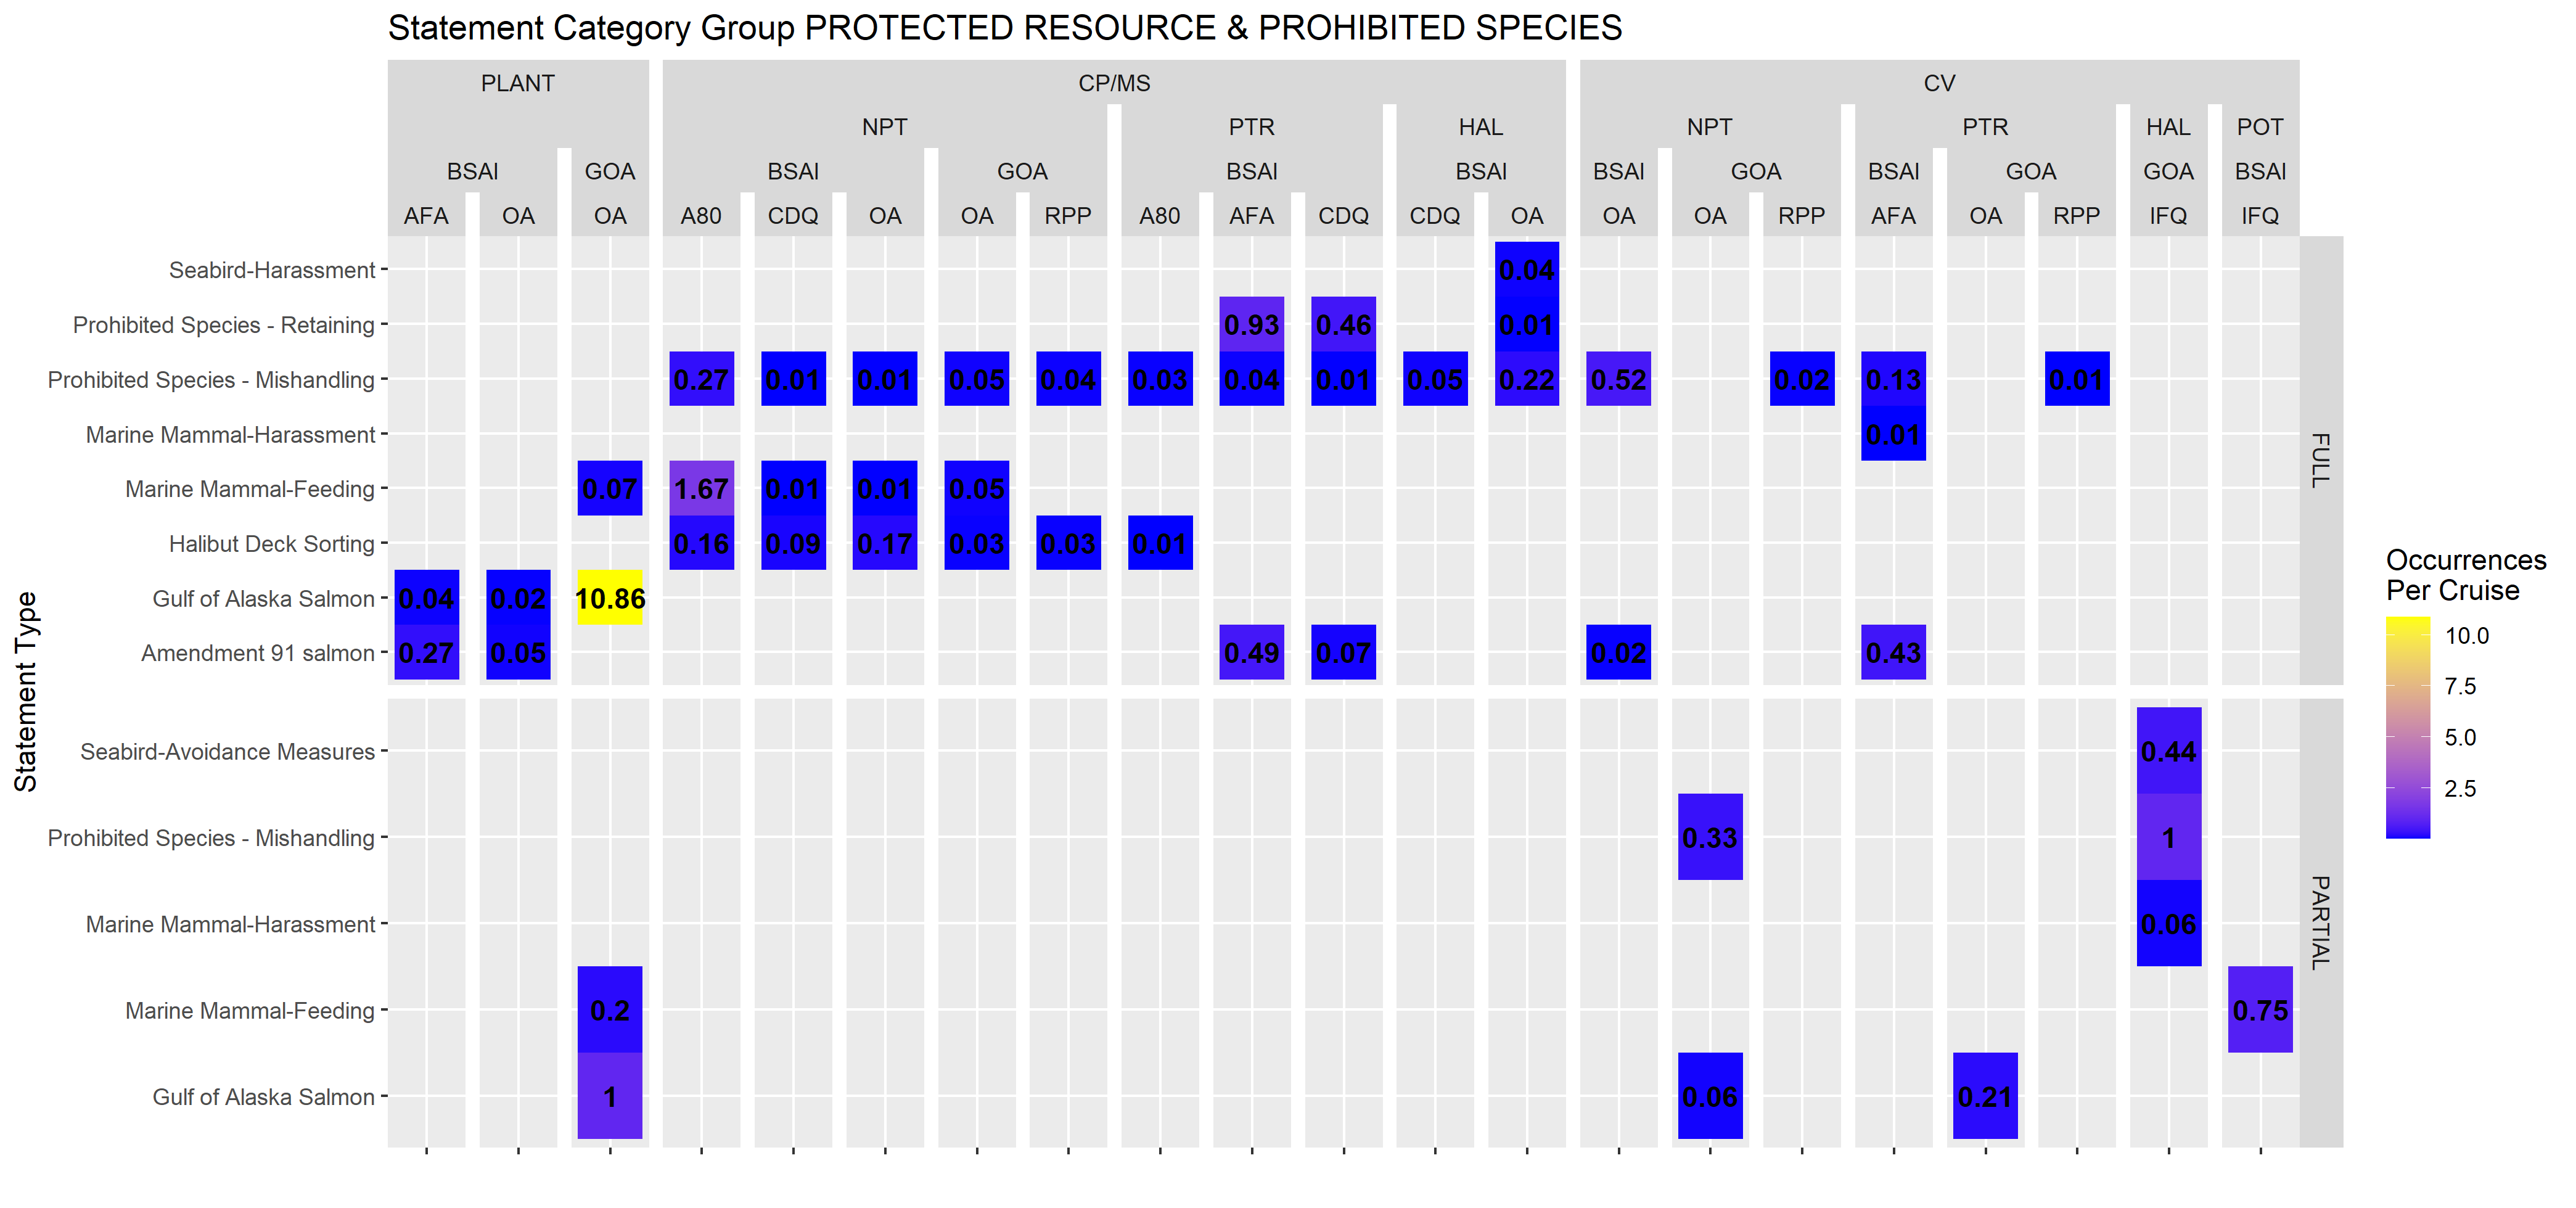 Statement Category Group PROTECTED RESOURCE & PROHIBITED SPECIES
PLANT CP/MS CV
NPT PTR HAL NPT PTR HAL POT
BSAI GOA BSAI GOA BSAI BSAI BSAI GOA BSAI GOA GOA BSAI
AFA OA OA A80 CDQ OA OA RPP A80 AFA CDQ CDQ OA OA OA RPP AFA OA RPP IFQ IFQ
Seabird-Harassment 0.04
Prohibited Species - Retaining 0.93 0.46 0.01
Prohibited Species - Mishandling 0.27 0.01 0.01 0.05 0.04 0.03 0.04 0.01 0.05 0.22 0.52 0.02 0.13 0.01
Marine Mammal-Harassment 0.01
Marine Mammal-Feeding 0.07 1.67 0.01 0.01 0.05
Halibut Deck Sorting 0.16 0.09 0.17 0.03 0.03 0.01
Gulf of Alaska Salmon 0.04 0.02 10.86
Amendment 91 salmon 0.27 0.05 0.49 0.07 0.02 0.43
FULL
Seabird-Avoidance Measures 0.44
Prohibited Species - Mishandling 0.33 1
Marine Mammal-Harassment 0.06
Marine Mammal-Feeding 0.2 0.75
Gulf of Alaska Salmon 1 0.06 0.21
PARTIAL
Statement Type
Occurrences
Per Cruise
10.0
7.5
5.0
2.5